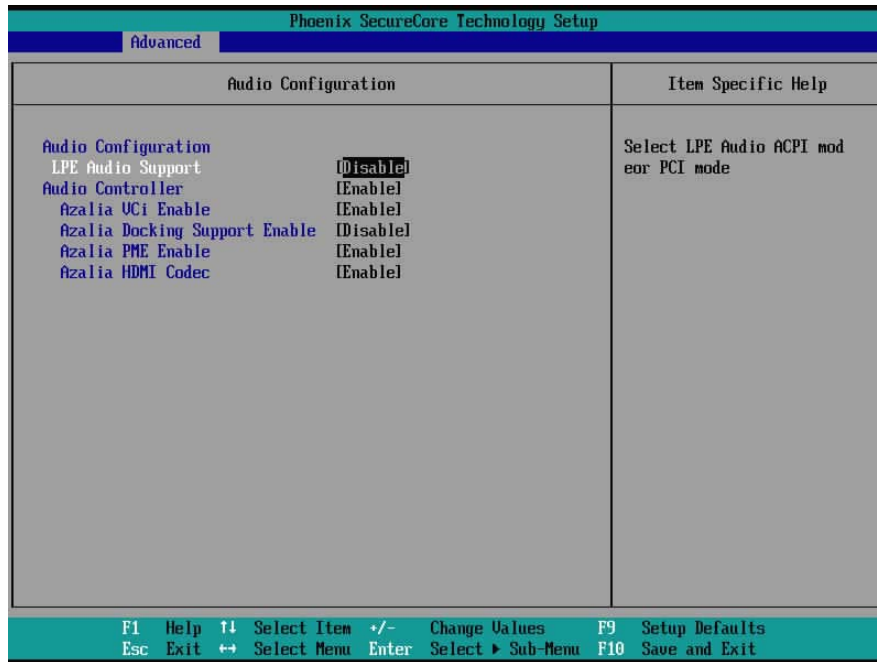 Phoenix SecureCore Technology Setup
Advanced
Audio Configuration
Item Specific Help
Audio Configuration
LPE Audio Support [Disable]
Audio Controller [Enable]
Azalia VCi Enable [Enable]
Azalia Docking Support Enable [Disable]
Azalia PME Enable [Enable]
Azalia HDMI Codec [Enable]
Select LPE Audio ACPI mod
eor PCI mode
F1 Help ↑↓ Select Item +/- Change Values F9 Setup Defaults
Esc Exit ↔ Select Menu Enter Select ▶ Sub-Menu F10 Save and Exit